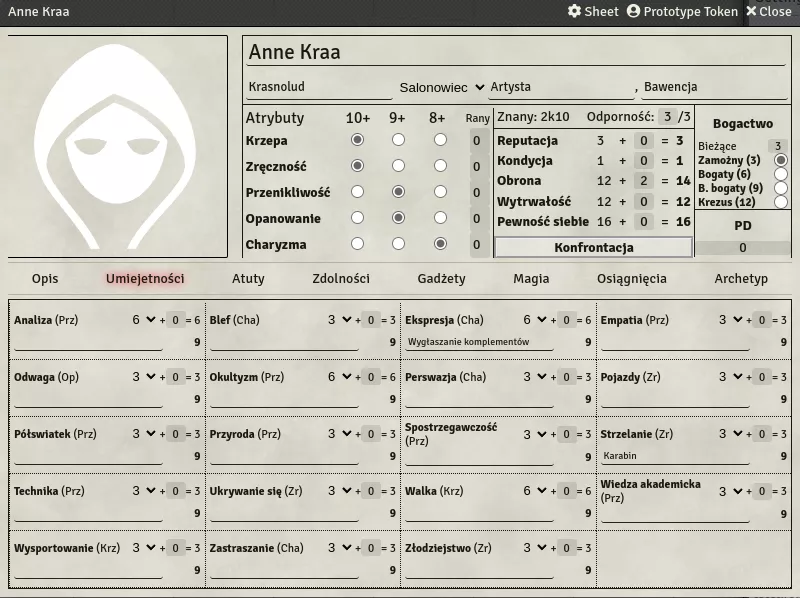 Anne Kraa
Sheet Prototype Token Close
Anne Kraa
Krasnolud Salonowiec Artysta , Bawencja
Atrybuty 10+ 9+ 8+ Rany
Krzepa 0
Zręczność 0
Przenikliwość 0
Opanowanie 0
Charyzma 0
Znany: 2k10 Odporność: 3 /3
Reputacja 3 + 0 = 3
Kondycja 1 + 0 = 1
Obrona 12 + 2 = 14
Wytrwałość 12 + 0 = 12
Pewność siebie 16 + 0 = 16
Konfrontacja
Bogactwo
Bieżące 3
Zamożny (3)
Bogaty (6)
B. bogaty (9)
Krezus (12)
PD
0
Opis Umiejetności Atuty Zdolności Gadżety Magia Osiągnięcia Archetyp
Analiza (Prz) 6 + 0 = 6 Blef (Cha) 3 + 0 = 3 Ekspresja (Cha) 6 + 0 = 6 Empatia (Prz) 3 + 0 = 3
9 9 Wygłaszanie komplementów 9 9
Odwaga (Op) 3 + 0 = 3 Okultyzm (Prz) 6 + 0 = 6 Perswazja (Cha) 3 + 0 = 3 Pojazdy (Zr) 3 + 0 = 3
9 9 9 9
Półświatek (Prz) 3 + 0 = 3 Przyroda (Prz) 3 + 0 = 3 Spostrzegawczość (Prz) 3 + 0 = 3 Strzelanie (Zr) 3 + 0 = 3
9 9 9 Karabin 9
Technika (Prz) 3 + 0 = 3 Ukrywanie się (Zr) 3 + 0 = 3 Walka (Krz) 6 + 0 = 6 Wiedza akademicka (Prz) 3 + 0 = 3
9 9 9 9
Wysportowanie (Krz) 3 + 0 = 3 Zastraszanie (Cha) 3 + 0 = 3 Złodziejstwo (Zr) 3 + 0 = 3
9 9 9